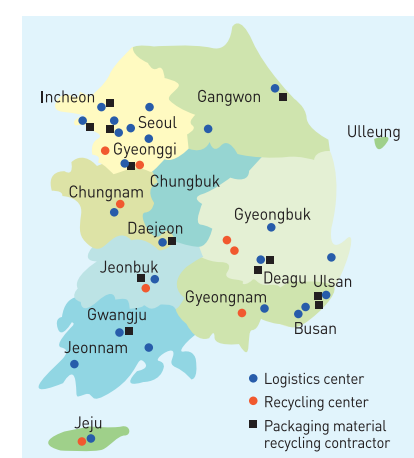 Incheon
Gangwon
Seoul
Ulleung
Gyeonggi
Chungbuk
Chungnam
Gyeongbuk
Daejeon
Jeonbuk
Deagu
Ulsan
Gyeongnam
Gwangju
Busan
Jeonnam
Logistics center
Recycling center
Jeju
Packaging material
recycling contractor